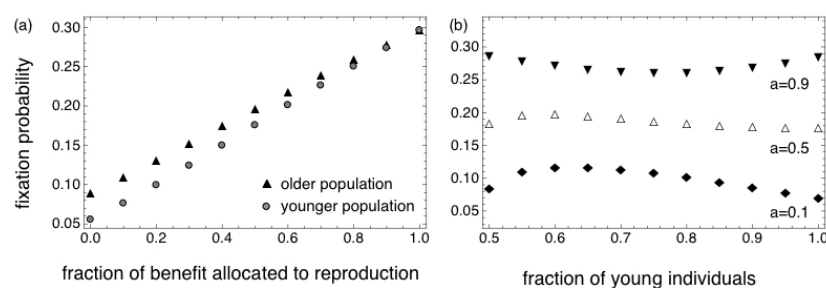 (a)
fixation probability
0.30
0.25
0.20
0.15
0.10
0.05
0.0 0.2 0.4 0.6 0.8 1.0
older population
younger population
fraction of benefit allocated to reproduction
(b)
0.30
0.25
0.20
0.15
0.10
0.05
a=0.9
a=0.5
a=0.1
0.5 0.6 0.7 0.8 0.9 1.0
fraction of young individuals